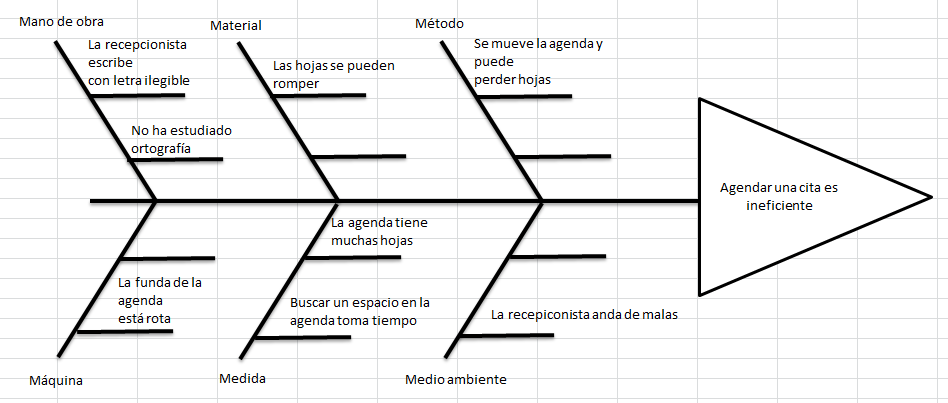 Mano de obra
Material
Método
La recepcionista
escribe
con letra ilegible
Las hojas se pueden
romper
Se mueve la agenda y
puede
perder hojas
No ha estudiado
ortografía
Agendar una cita es
ineficiente
La agenda tiene
muchas hojas
La funda de la
agenda
está rota
Buscar un espacio en la
agenda toma tiempo
La recepiconista anda de malas
Máquina
Medida
Medio ambiente